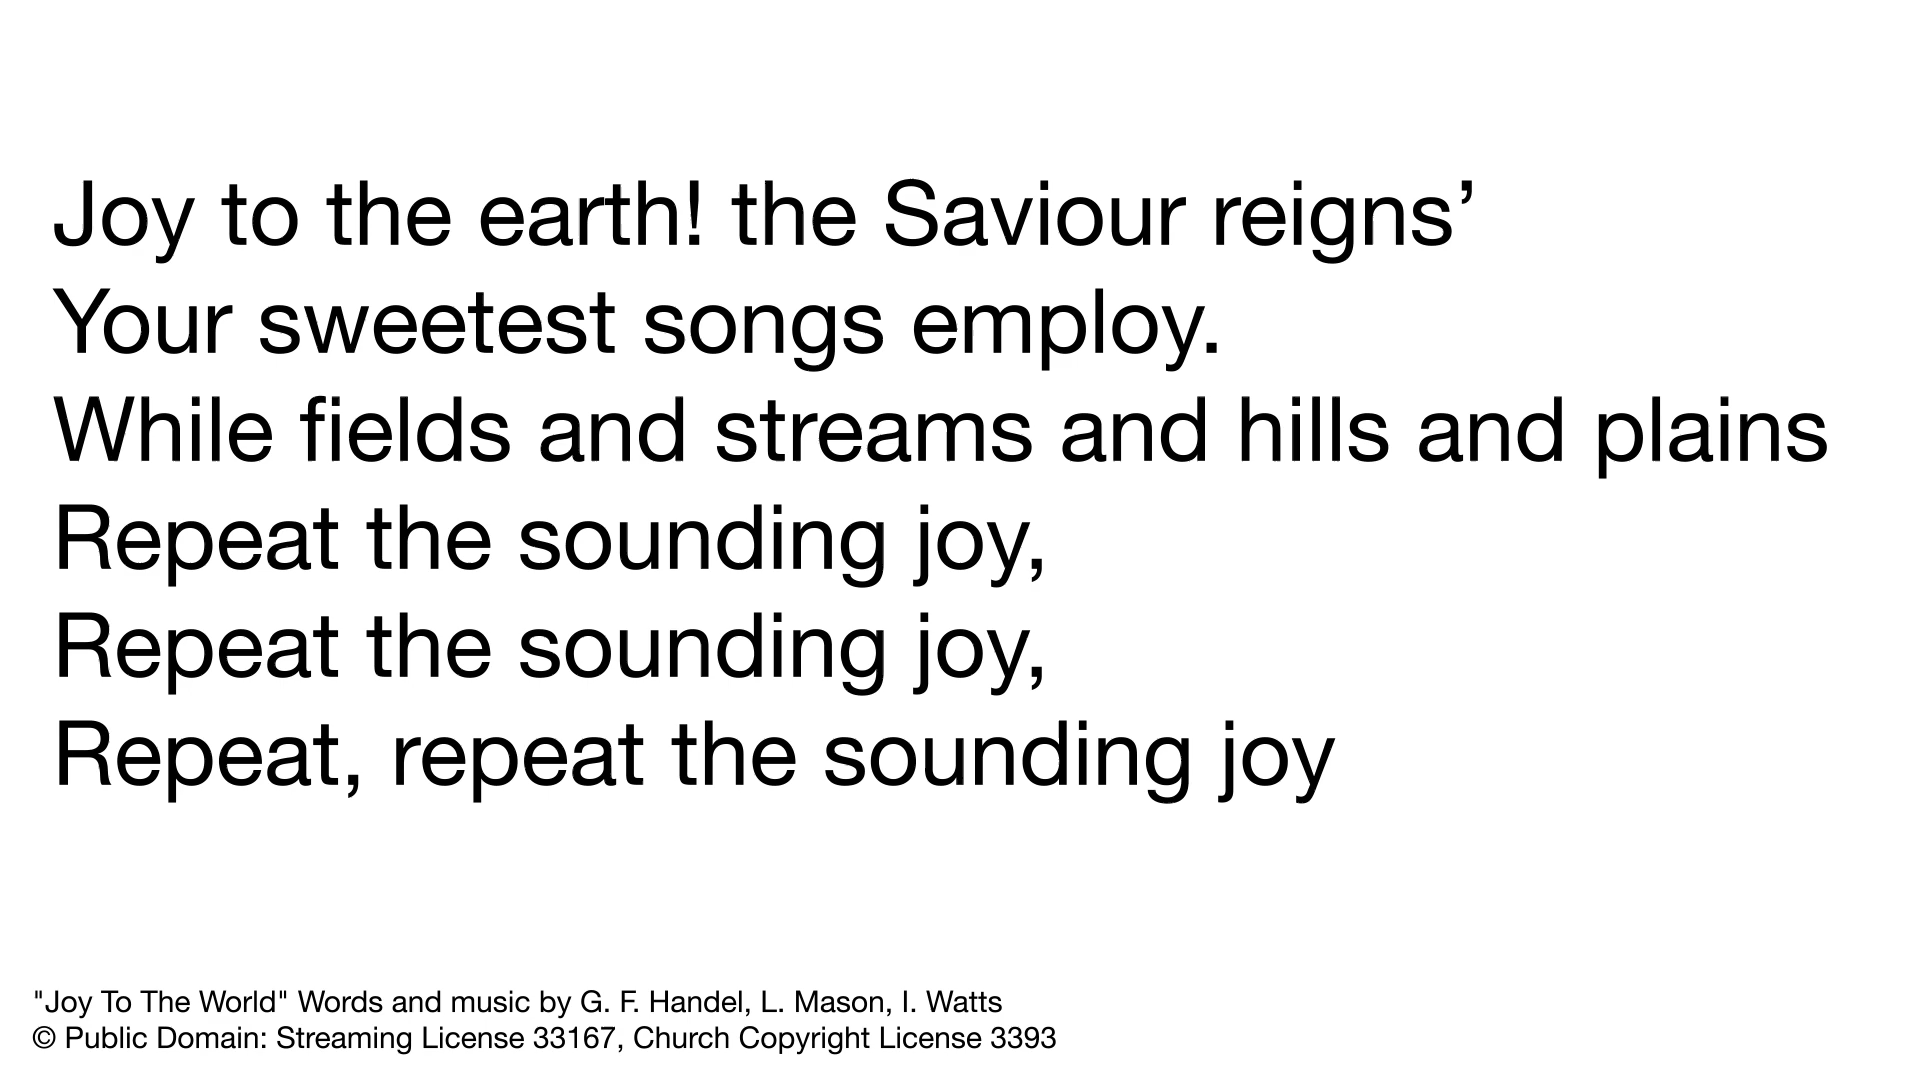 Joy to the earth! the Saviour reigns’
Your sweetest songs employ.
While fields and streams and hills and plains
Repeat the sounding joy,
Repeat the sounding joy,
Repeat, repeat the sounding joy
"Joy To The World" Words and music by G. F. Handel, L. Mason, I. Watts
© Public Domain: Streaming License 33167, Church Copyright License 3393